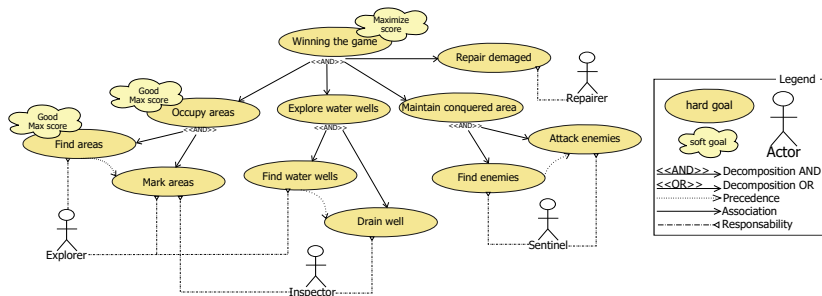 Maximize
score
Winning the game
<<AND>>
Repair demaged
Repairer
Good
Max score
Occupy areas
<<AND>>
Explore water wells
<<AND>>
Maintain conquered area
<<AND>>
Good
Max score
Find areas
Mark areas
Find water wells
Drain well
Find enemies
Attack enemies
Explorer
Inspector
Sentinel
Legend
hard goal
soft goal
Actor
<<AND>> Decomposition AND
<<OR>> Decomposition OR
Precedence
Association
Responsability